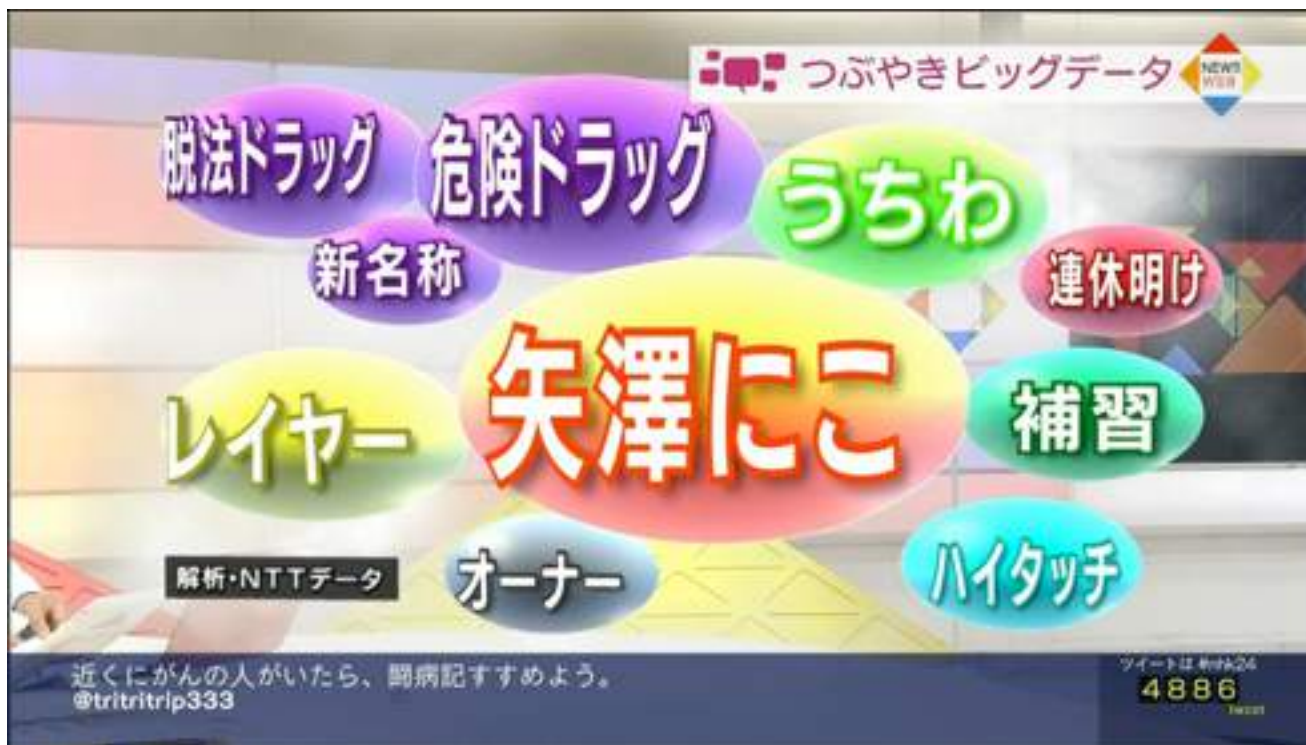 つぶやきビッグデータ
NEWS
WEB
脱法ドラッグ
危険ドラッグ
うちわ
新名称
連休明け
矢澤にこ
レイヤー
補習
オーナー
ハイタッチ
解析・NTTデータ
近くにがんの人がいたら、闘病記すすめよう。
@tritritrip333
ツイートは #nhk24
4886
tweet